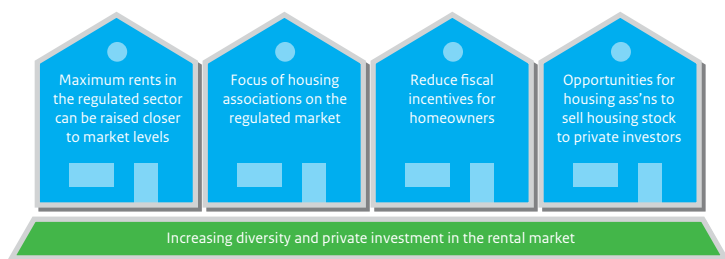 Maximum rents in
the regulated sector
can be raised closer
to market levels
Focus of housing
associations on the
regulated market
Reduce fiscal
incentives for
homeowners
Opportunities for
housing ass'ns to
sell housing stock
to private investors
Increasing diversity and private investment in the rental market